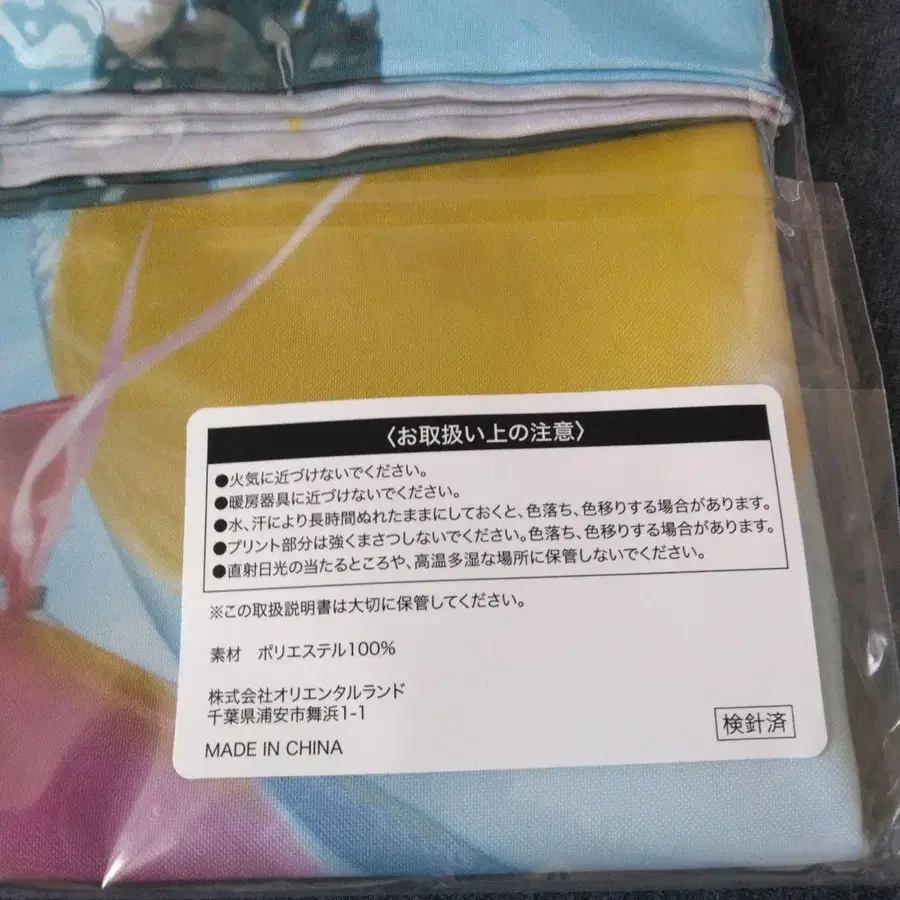 〈お取扱い上の注意〉
●火気に近づけないでください。
●暖房器具に近づけないでください。
●水、汗により長時間ぬれたままにしておくと、色落ち、色移りする場合があります。
●プリント部分は強くまさつしないでください。色落ち、色移りする場合があります。
●直射日光の当たるところや、高温多湿な場所に保管しないでください。
※この取扱説明書は大切に保管してください。
素材　ポリエステル100%
株式会社オリエンタルランド
千葉県浦安市舞浜1-1
MADE IN CHINA
検針済